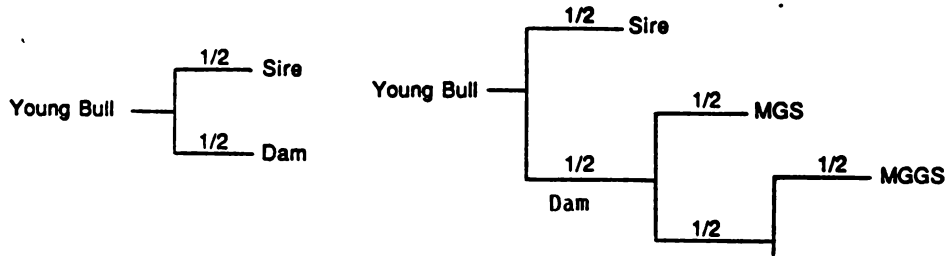 1/2 Sire
Young Bull
1/2 Dam
1/2 Sire
Young Bull
1/2 MGS
1/2
Dam
1/2 MGGS
1/2